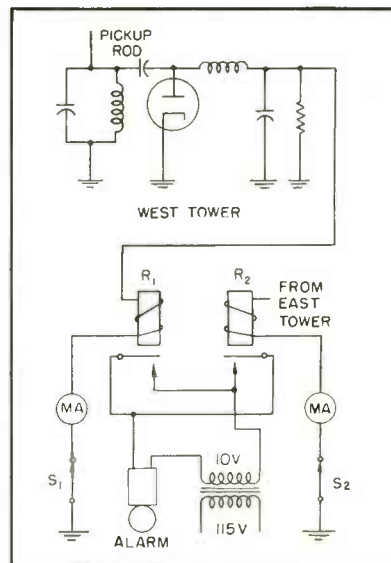 PICKUP
ROD
WEST TOWER
R₁
R₂
FROM
EAST
TOWER
MA
MA
S₁
S₂
10V
115V
ALARM